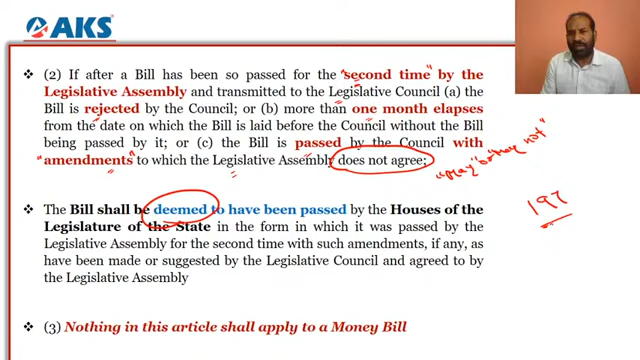 AKS
❖ (2) If after a Bill has been so passed for the "second time" by the
Legislative Assembly and transmitted to the Legislative Council (a) the
Bill is rejected by the Council; or (b) more than one month elapses
from the date on which the Bill is laid before the Council without the Bill
being passed by it; or (c) the Bill is passed by the Council with
"amendments" to which the Legislative Assembly does not agree;
"may" or "may not"
197
❖ The Bill shall be deemed to have been passed by the Houses of the
Legislature of the State in the form in which it was passed by the
Legislative Assembly for the second time with such amendments, if any, as
have been made or suggested by the Legislative Council and agreed to by
the Legislative Assembly
❖ (3) Nothing in this article shall apply to a Money Bill